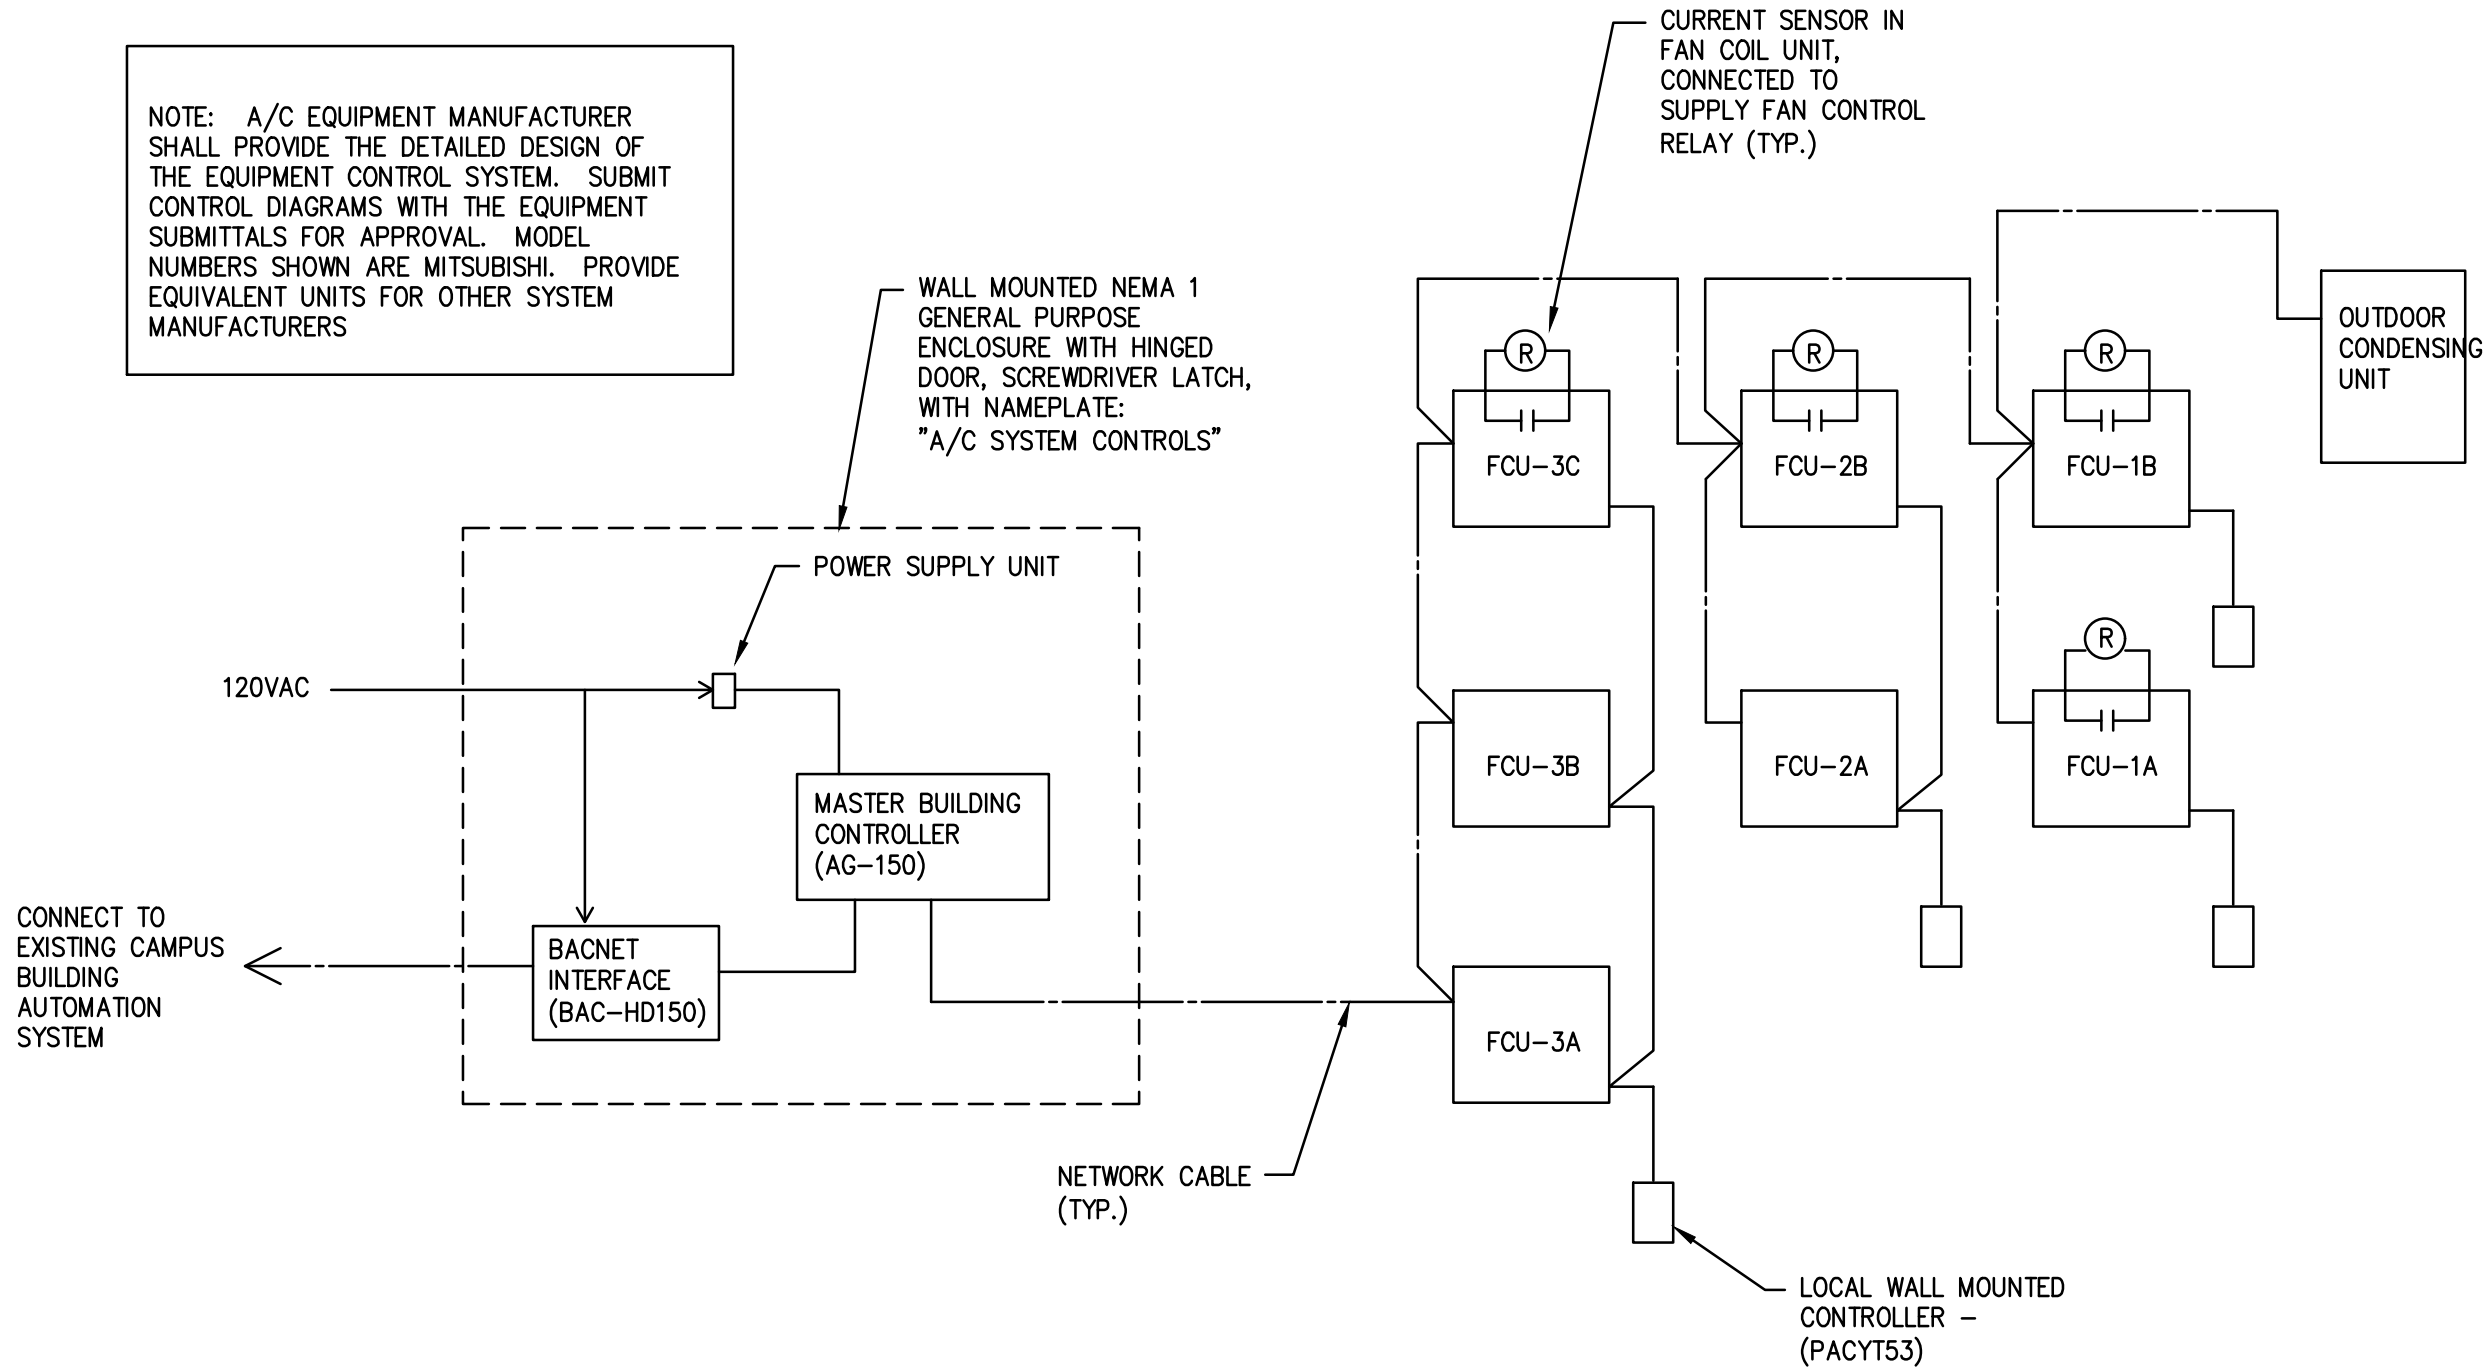 CURRENT SENSOR IN
FAN COIL UNIT,
CONNECTED TO
SUPPLY FAN CONTROL
RELAY (TYP.)
NOTE: A/C EQUIPMENT MANUFACTURER
SHALL PROVIDE THE DETAILED DESIGN OF
THE EQUIPMENT CONTROL SYSTEM. SUBMIT
CONTROL DIAGRAMS WITH THE EQUIPMENT
SUBMITTALS FOR APPROVAL. MODEL
NUMBERS SHOWN ARE MITSUBISHI. PROVIDE
EQUIVALENT UNITS FOR OTHER SYSTEM
MANUFACTURERS
WALL MOUNTED NEMA 1
GENERAL PURPOSE
ENCLOSURE WITH HINGED
DOOR, SCREWDRIVER LATCH,
WITH NAMEPLATE:
"A/C SYSTEM CONTROLS"
OUTDOOR
CONDENSING
UNIT
R
R
R
FCU-3C
FCU-2B
FCU-1B
POWER SUPPLY UNIT
R
120VAC
FCU-3B
FCU-2A
FCU-1A
MASTER BUILDING
CONTROLLER
(AG-150)
CONNECT TO
EXISTING CAMPUS
BUILDING
AUTOMATION
SYSTEM
BACNET
INTERFACE
(BAC-HD150)
FCU-3A
NETWORK CABLE
(TYP.)
LOCAL WALL MOUNTED
CONTROLLER -
(PACYT53)